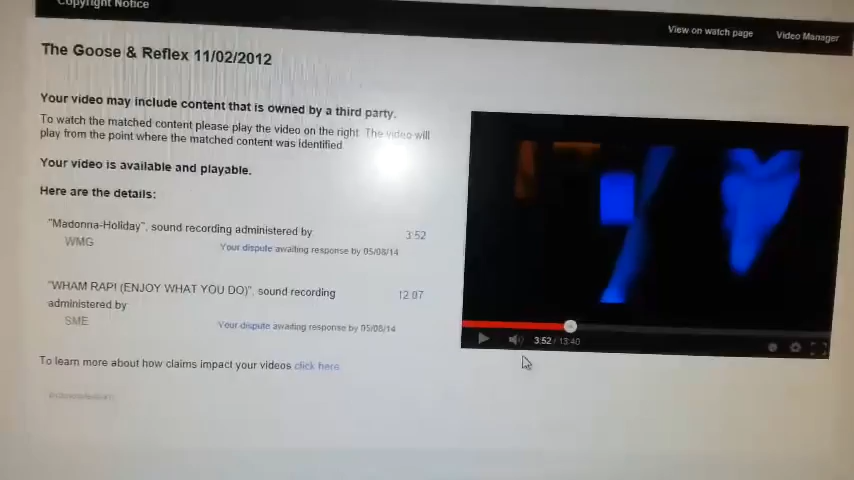 Copyright Notice
View on watch page
Video Manager
The Goose & Reflex 11/02/2012
Your video may include content that is owned by a third party.
To watch the matched content please play the video on the right. The video will
play from the point where the matched content was identified.
Your video is available and playable.
Here are the details:
"Madonna-Holiday", sound recording administered by:
3:52
WMG
Your dispute awaiting response by 05/08/14
"WHAM RAP! (ENJOY WHAT YOU DO)", sound recording
12:07
administered by:
SME
Your dispute awaiting response by 05/08/14
3:52 / 13:40
To learn more about how claims impact your videos click here.